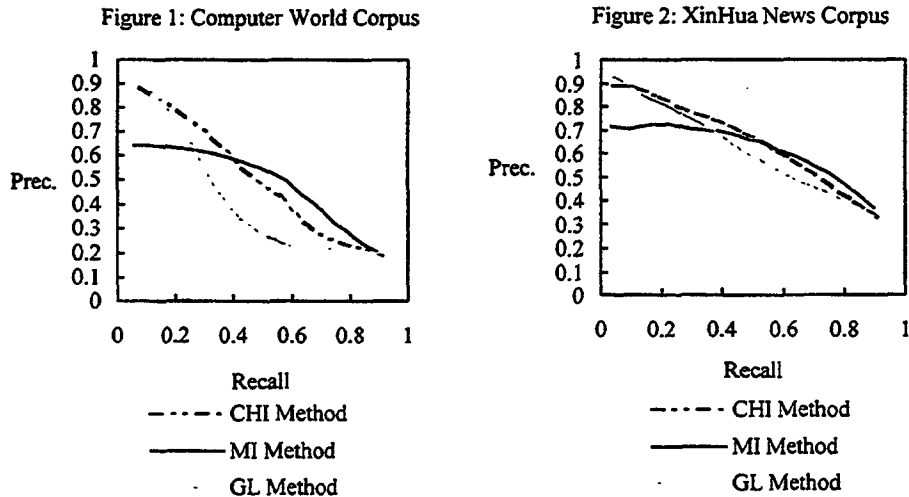 Figure 1: Computer World Corpus
1
0.9
0.8
0.7
0.6
0.5
0.4
0.3
0.2
0.1
0
Prec.
0 0.2 0.4 0.6 0.8 1
Recall
CHI Method
MI Method
GL Method
Figure 2: XinHua News Corpus
1
0.9
0.8
0.7
0.6
0.5
0.4
0.3
0.2
0.1
0
Prec.
0 0.2 0.4 0.6 0.8 1
Recall
CHI Method
MI Method
GL Method